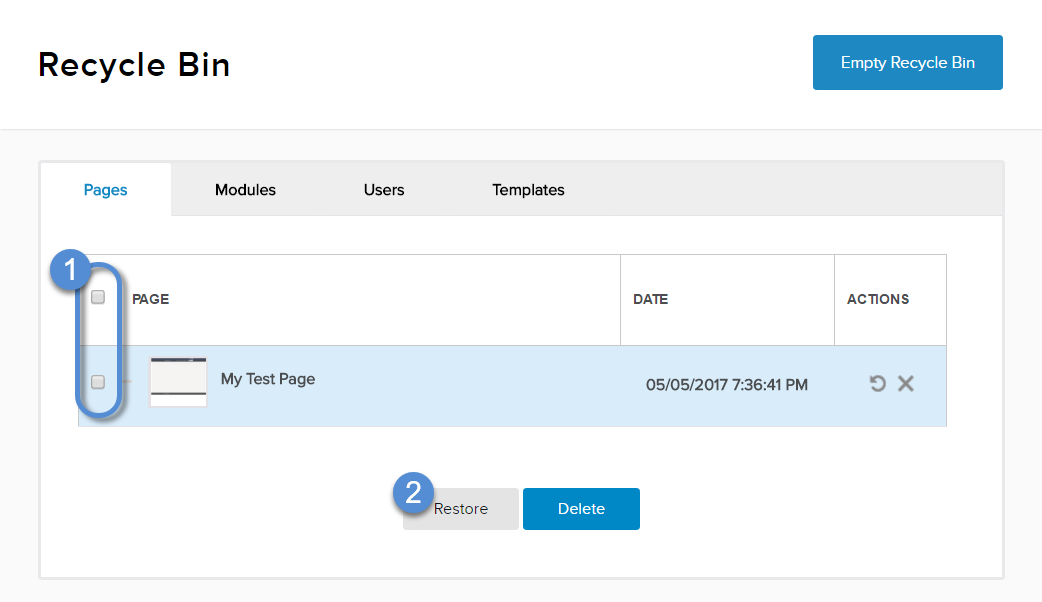 Recycle Bin
Empty Recycle Bin
Pages Modules Users Templates
1
PAGE DATE ACTIONS
My Test Page 05/05/2017 7:36:41 PM
2
Restore Delete